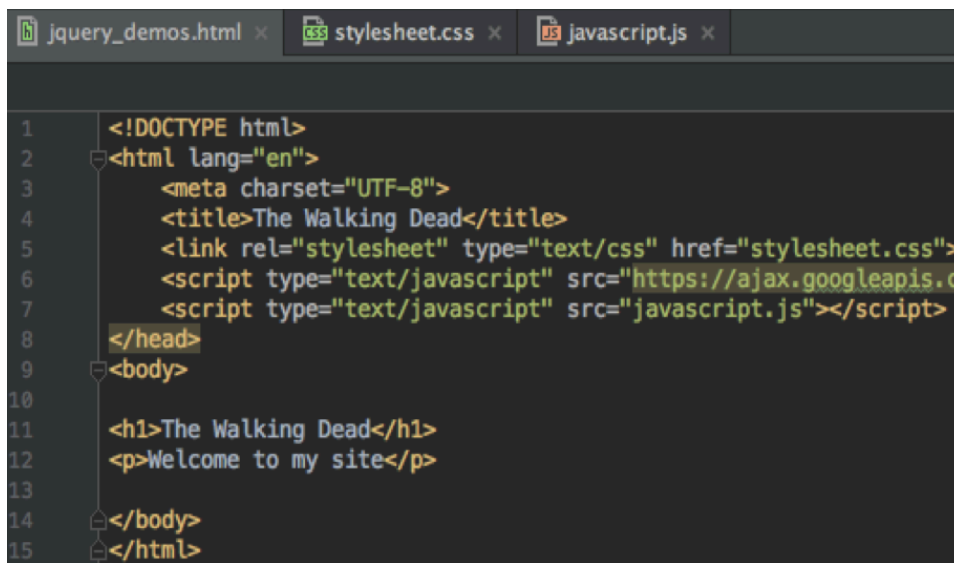 jquery_demos.html × stylesheet.css × javascript.js ×
1 <!DOCTYPE html>
2 <html lang="en">
3 <meta charset="UTF-8">
4 <title>The Walking Dead</title>
5 <link rel="stylesheet" type="text/css" href="stylesheet.css">
6 <script type="text/javascript" src="https://ajax.googleapis.c
7 <script type="text/javascript" src="javascript.js"></script>
8 </head>
9 <body>
10
11 <h1>The Walking Dead</h1>
12 <p>Welcome to my site</p>
13
14 </body>
15 </html>